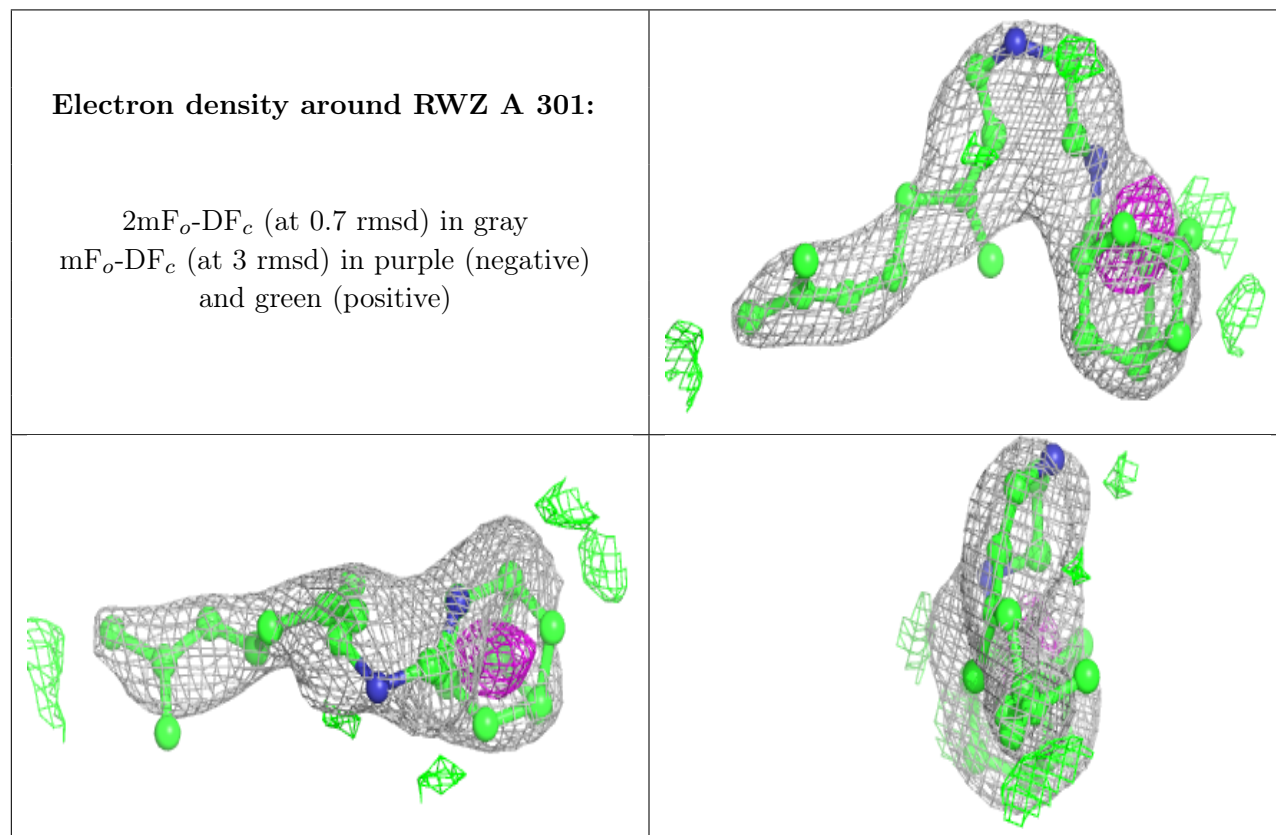 Electron density around RWZ A 301:
2mFo-DFc (at 0.7 rmsd) in gray
mFo-DFc (at 3 rmsd) in purple (negative)
and green (positive)